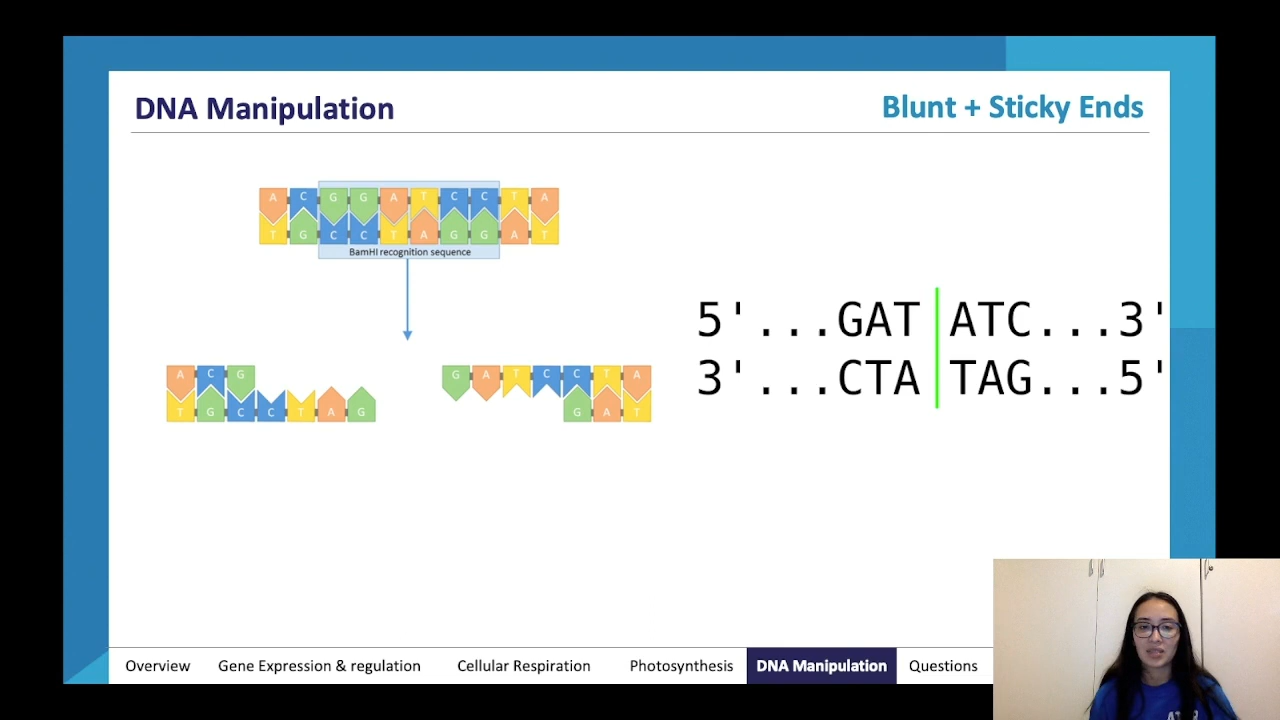 DNA Manipulation
Blunt + Sticky Ends
A C G G A T C C T A
T G C C T A G G A T
BamHI recognition sequence
A C G
T G C C T A G
G A T C C T A
G A T
5'...GAT ATC...3'
3'...CTA TAG...5'
Overview Gene Expression & regulation Cellular Respiration Photosynthesis DNA Manipulation Questions